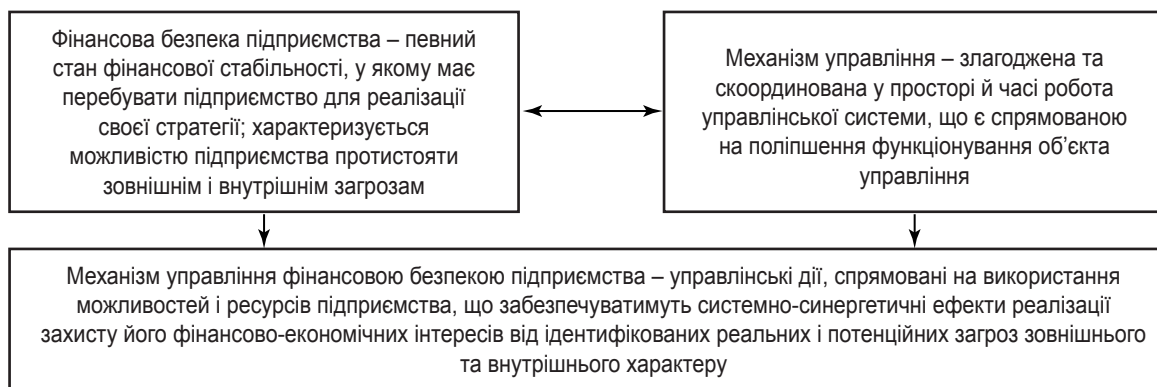 Фінансова безпека підприємства – певний
стан фінансової стабільності, у якому має
перебувати підприємство для реалізації
своєї стратегії; характеризується
можливістю підприємства протистояти
зовнішнім і внутрішнім загрозам
Механізм управління – злагоджена та
скоординована у просторі й часі робота
управлінської системи, що є спрямованою
на поліпшення функціонування об’єкта
управління
Механізм управління фінансовою безпекою підприємства – управлінські дії, спрямовані на використання
можливостей і ресурсів підприємства, що забезпечуватимуть системно-синергетичні ефекти реалізації
захисту його фінансово-економічних інтересів від ідентифікованих реальних і потенційних загроз зовнішнього
та внутрішнього характеру